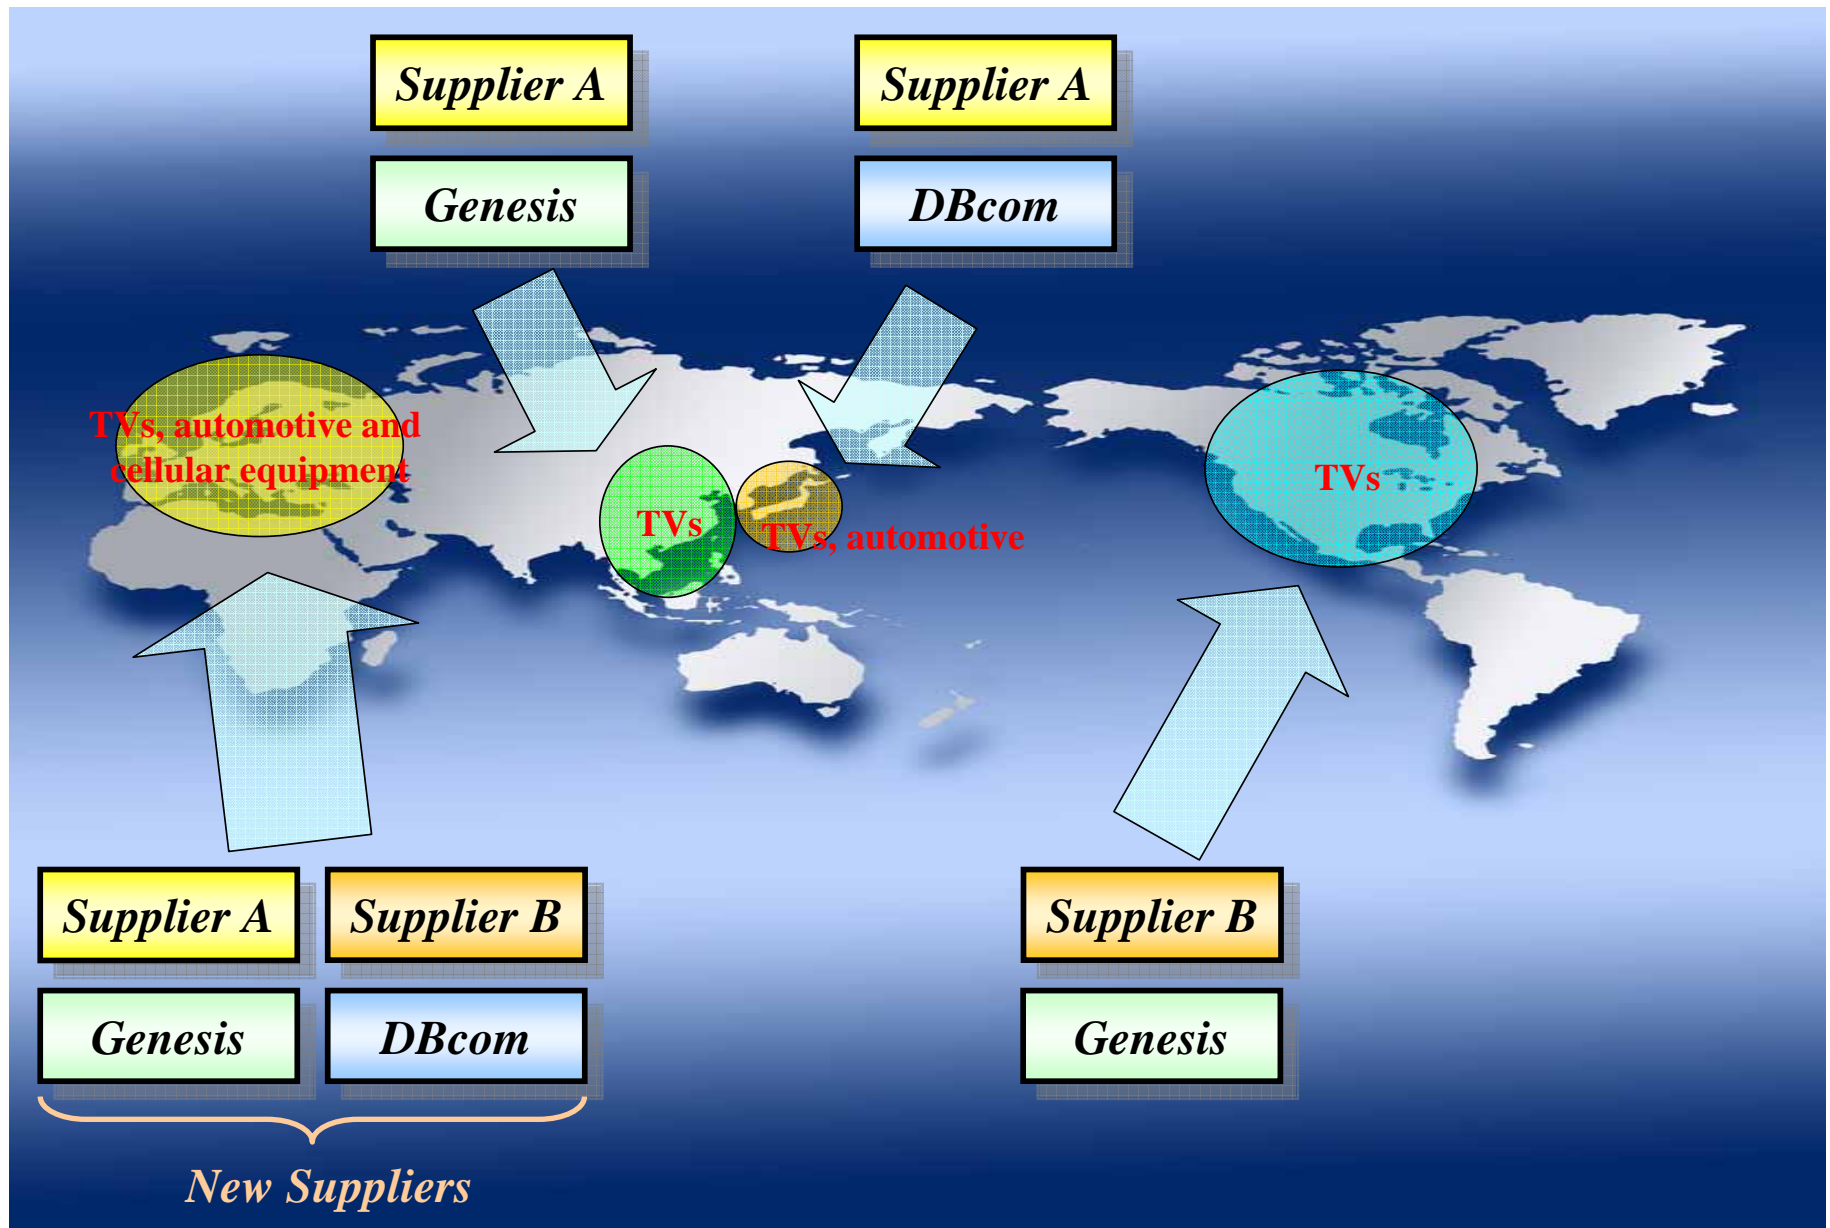 Supplier A
Supplier A
Genesis
DBcom
TVs, automotive and
cellular equipment
TVs
TVs, automotive
TVs
Supplier A
Supplier B
Supplier B
Genesis
DBcom
Genesis
New Suppliers